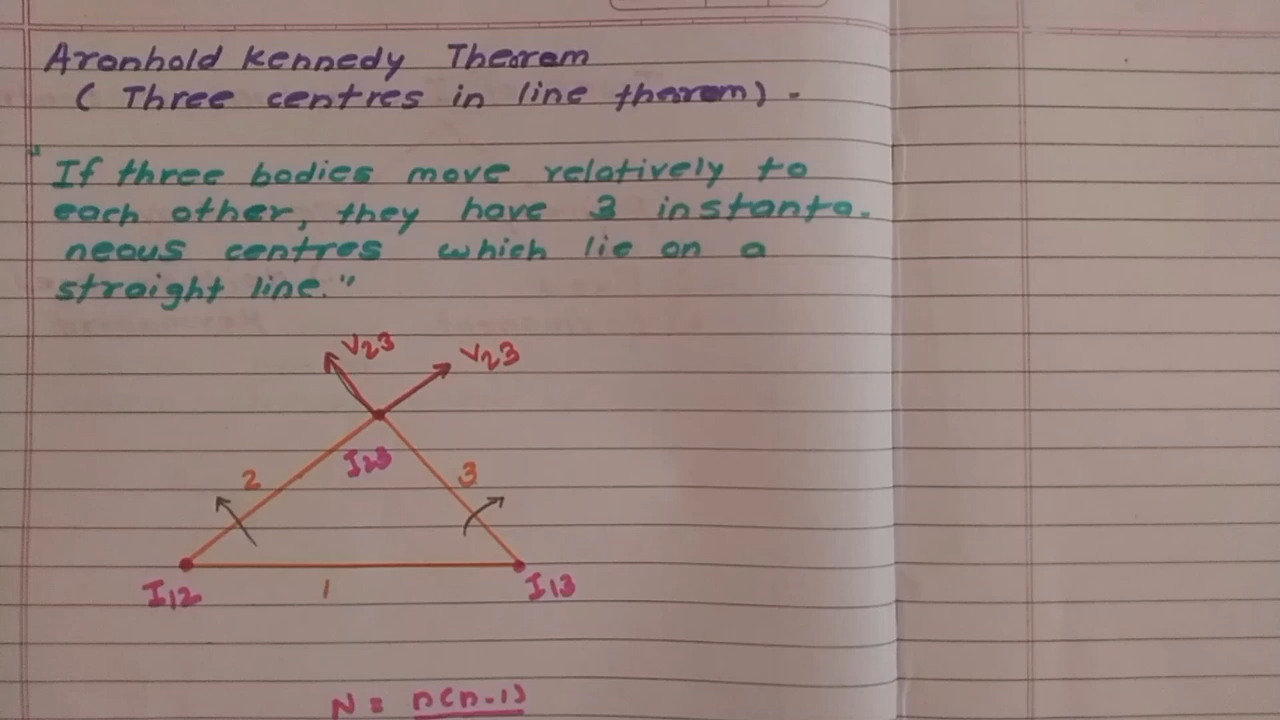 Aronhold Kennedy Theorem
( Three centres in line theorem) .
"If three bodies move relatively to
each other, they have 3 instanta.
neous centres which lie on a
straight line."
V23 V23
I23
2 3
I12 1 I13
N = n(n-1)